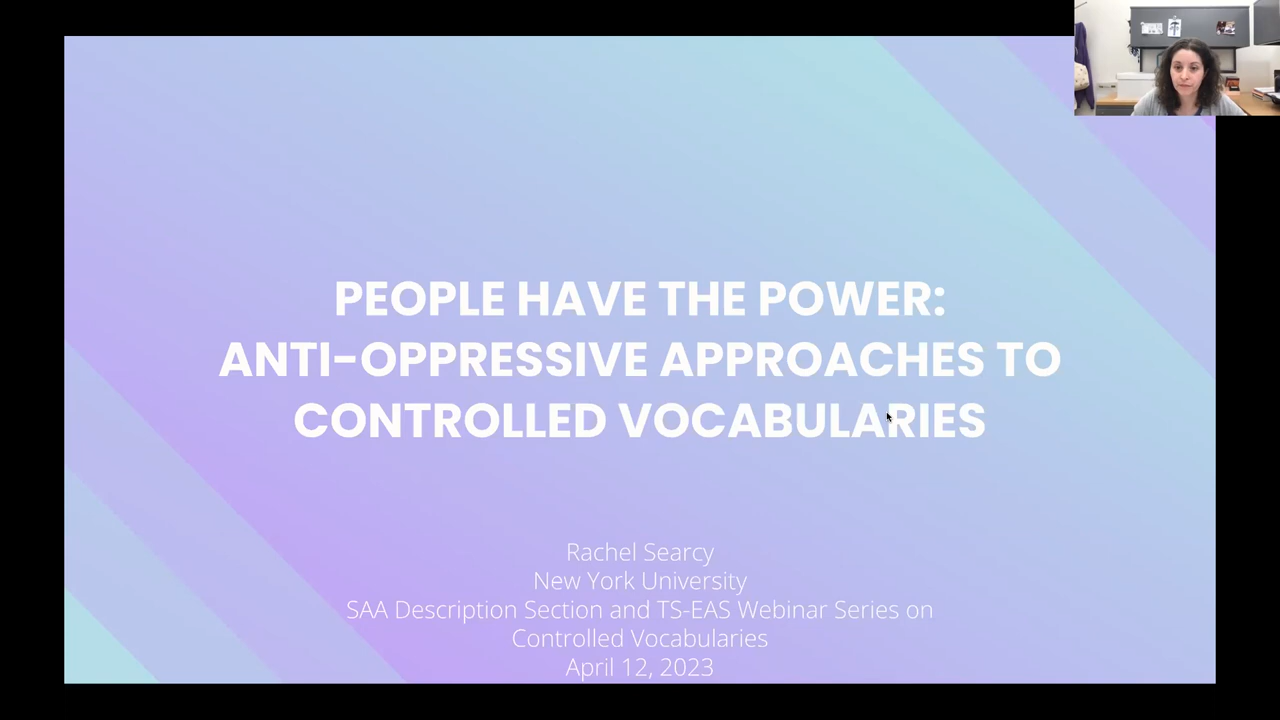 PEOPLE HAVE THE POWER:
ANTI-OPPRESSIVE APPROACHES TO
CONTROLLED VOCABULARIES
Rachel Searcy
New York University
SAA Description Section and TS-EAS Webinar Series on
Controlled Vocabularies
April 12, 2023